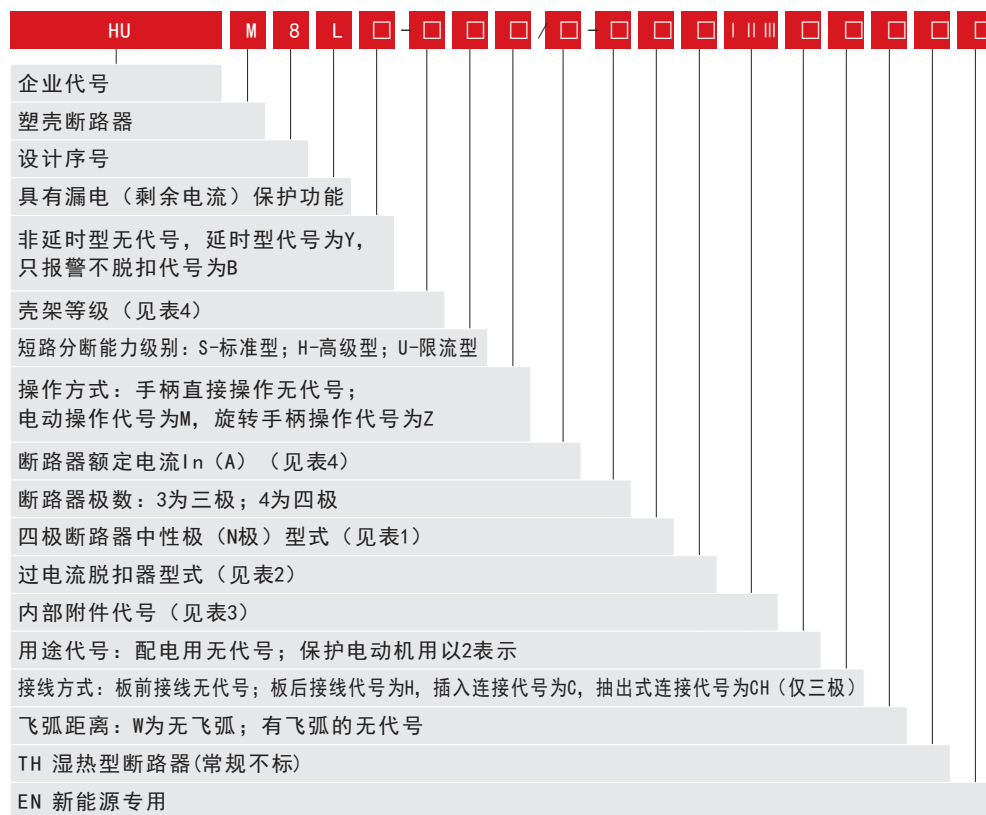 HU M 8 L □-□ □ □/□-□ □ □ I II III □ □ □ □ □
企业代号
塑壳断路器
设计序号
具有漏电（剩余电流）保护功能
非延时型无代号，延时型代号为Y，
只报警不脱扣代号为B
壳架等级（见表4）
短路分断能力级别：S-标准型；H-高级型；U-限流型
操作方式：手柄直接操作无代号；
电动操作代号为M，旋转手柄操作代号为Z
断路器额定电流In（A）（见表4）
断路器极数：3为三极；4为四极
四极断路器中性极（N极）型式（见表1）
过电流脱扣器型式（见表2）
内部附件代号（见表3）
用途代号：配电用无代号；保护电动机用以2表示
接线方式：板前接线无代号；板后接线代号为H，插入连接代号为C，抽出式连接代号为CH（仅三极）
飞弧距离：W为无飞弧；有飞弧的无代号
TH 湿热型断路器(常规不标)
EN 新能源专用